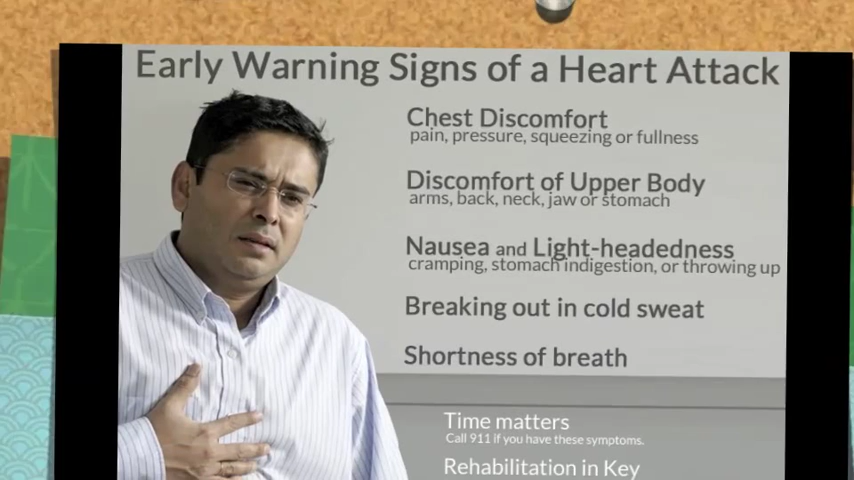 Early Warning Signs of a Heart Attack
Chest Discomfort
pain, pressure, squeezing or fullness
Discomfort of Upper Body
arms, back, neck, jaw or stomach
Nausea and Light-headedness
cramping, stomach indigestion, or throwing up
Breaking out in cold sweat
Shortness of breath
Time matters
Call 911 if you have these symptoms.
Rehabilitation in Key